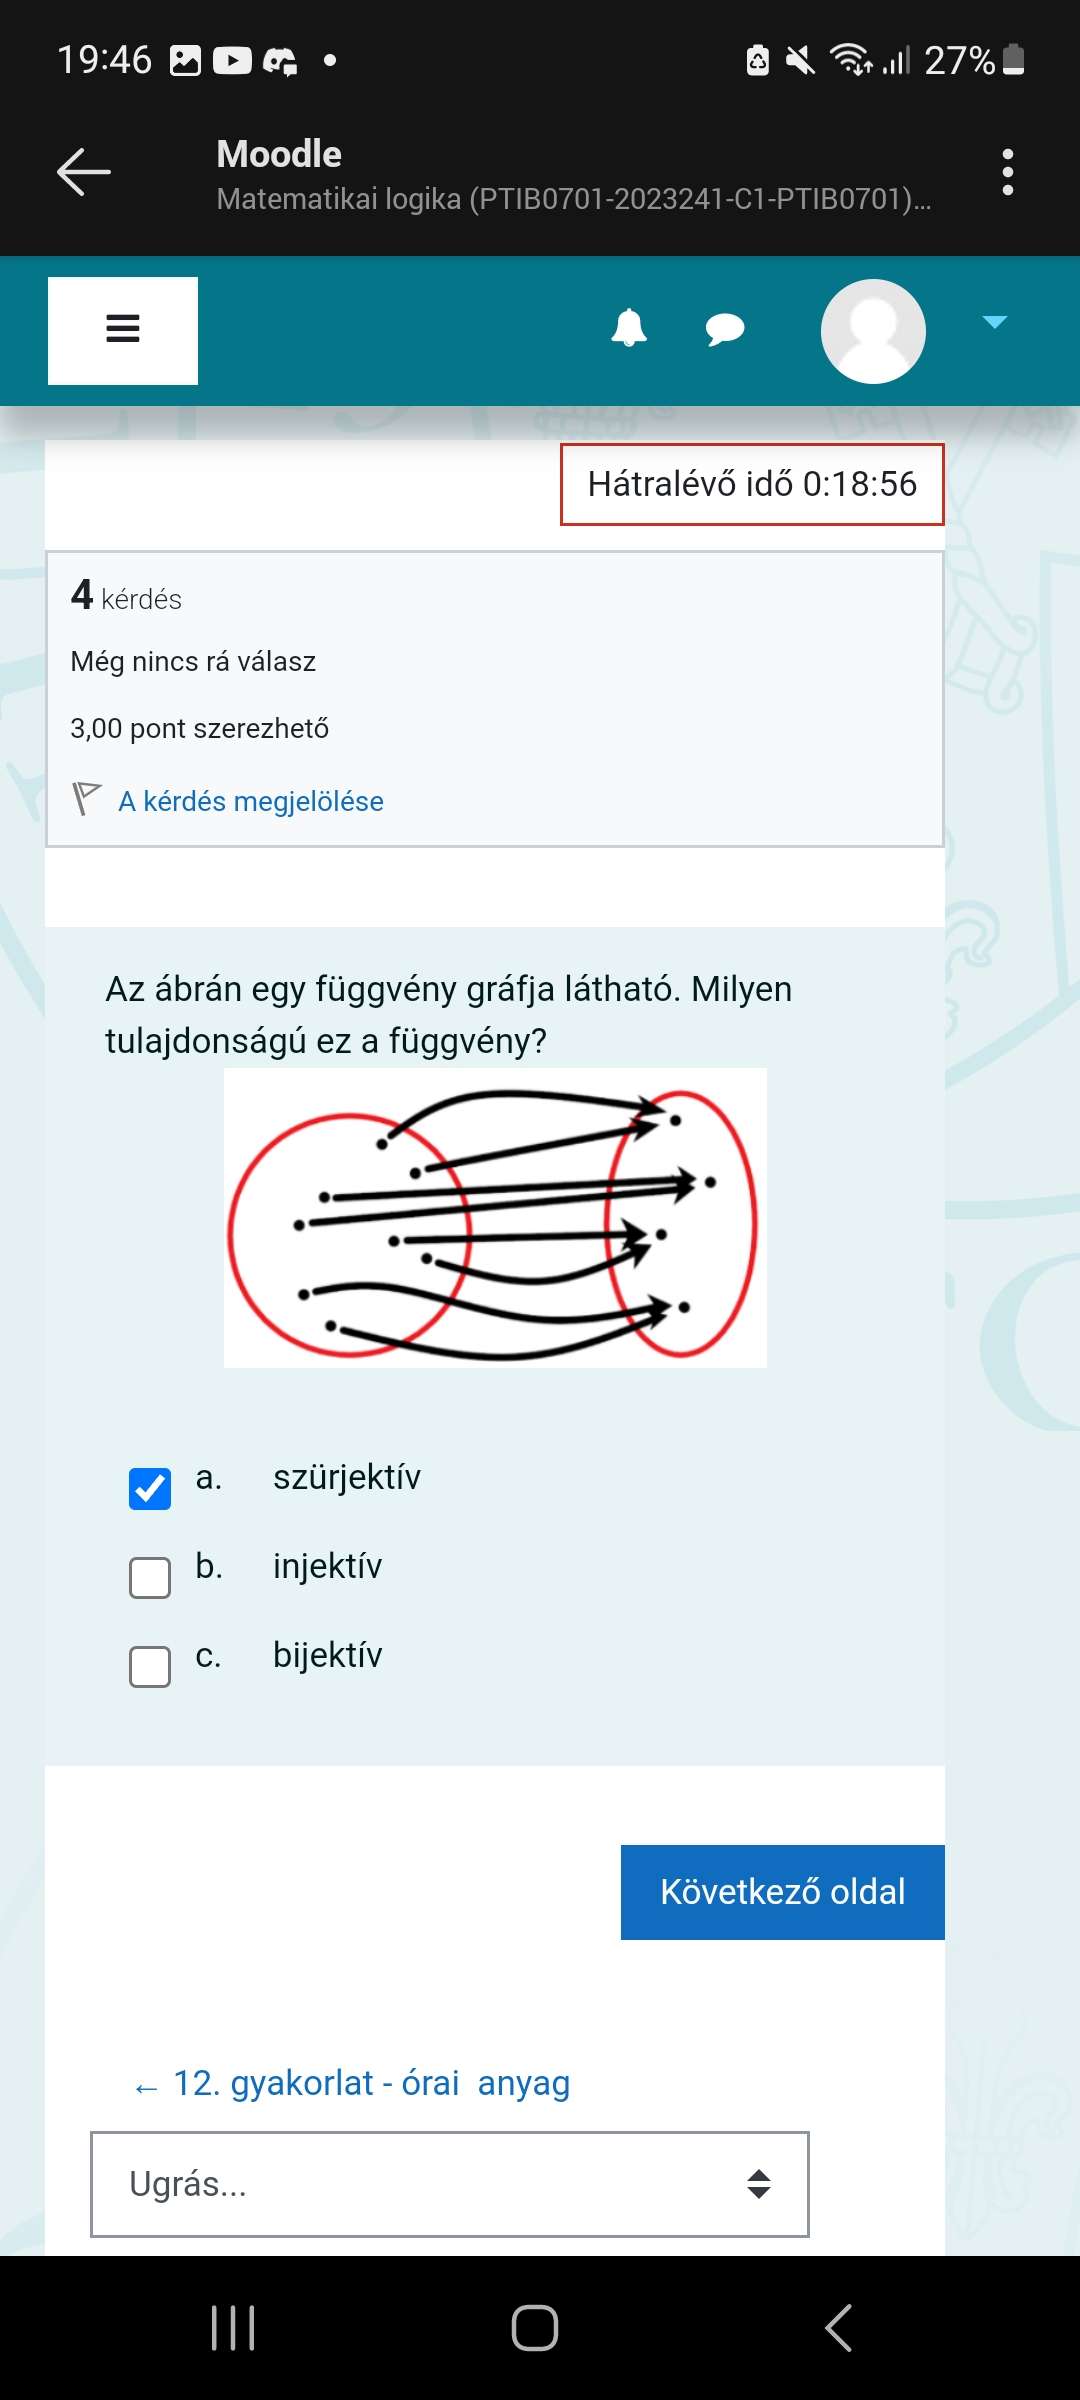 19:46
27%
Moodle
Matematikai logika (PTIB0701-2023241-C1-PTIB0701)...
Hátralévő idő 0:18:56
4 kérdés
Még nincs rá válasz
3,00 pont szerezhető
A kérdés megjelölése
Az ábrán egy függvény gráfja látható. Milyen
tulajdonságú ez a függvény?
a. szürjektív
b. injektív
c. bijektív
Következő oldal
← 12. gyakorlat - órai anyag
Ugrás...